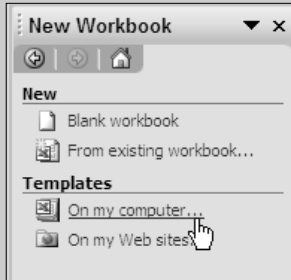 New Workbook
New
Blank workbook
From existing workbook...
Templates
On my computer...
On my Web sites...